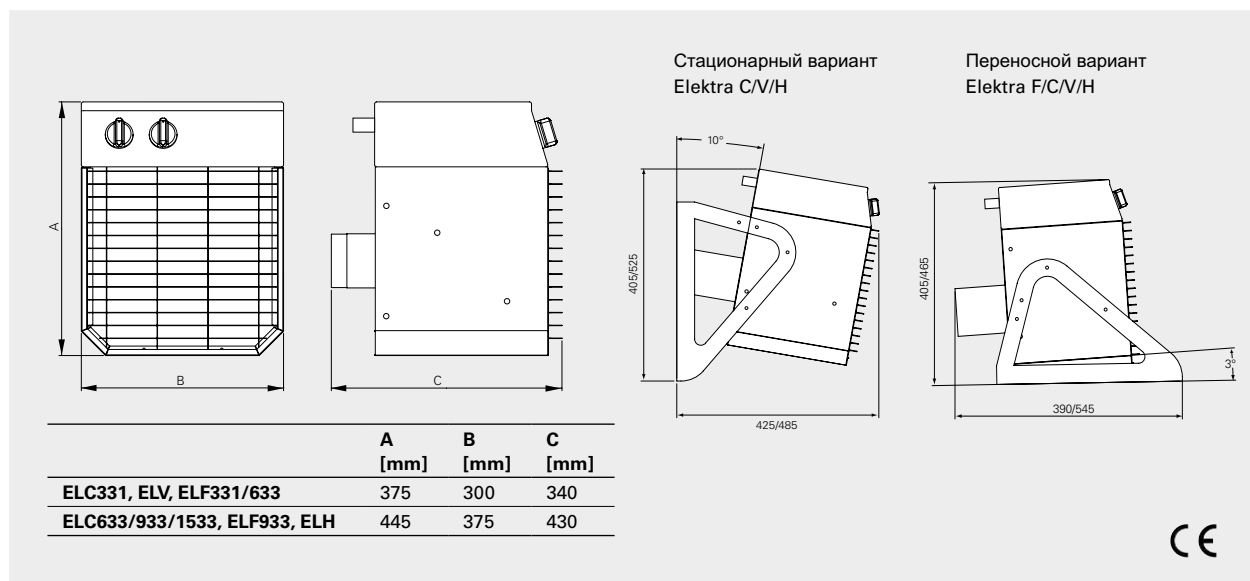 Стационарный вариант
Elektra C/V/H
Переносной вариант
Elektra F/C/V/H
A
B
C
10°
405/525
425/485
405/465
3°
390/545
A B C
[mm] [mm] [mm]
ELC331, ELV, ELF331/633 375 300 340
ELC633/933/1533, ELF933, ELH 445 375 430
CE